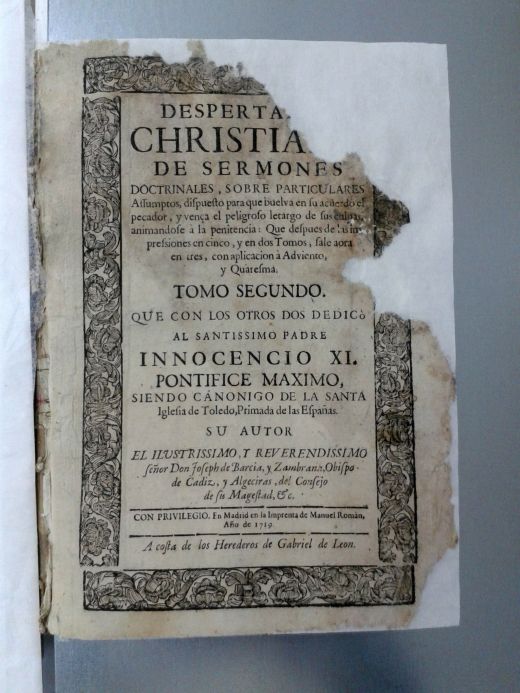 DESPERTA
CHRISTIA
DE SERMONES
DOCTRINALES, SOBRE PARTICULARES
Assumptos, dispuesto para que buelva en su acuerdo el
pecador, y vença el peligroso letargo de sus culpas,
animandose à la penitencia: Que despues de las im
pressiones en cinco, y en dos Tomos, sale aora
en tres, con aplicacion à Adviento,
y Quaresma.
TOMO SEGUNDO.
QUE CON LOS OTROS DOS DEDICÒ
AL SANTISSIMO PADRE
INNOCENCIO XI.
PONTIFICE MAXIMO,
SIENDO CANONIGO DE LA SANTA
Iglesia de Toledo, Primada de las Españas.
SU AUTOR
EL ILUSTRISSIMO, Y REVERENDISSIMO
señor Don Joseph de Barcia, y Zambrana, Obispo
de Cadiz, y Algeciras, del Consejo
de su Magestad, &c.
CON PRIVILEGIO. En Madrid en la Imprenta de Manuel Román,
Año de 1719.
A costa de los Herederos de Gabriel de Leon.